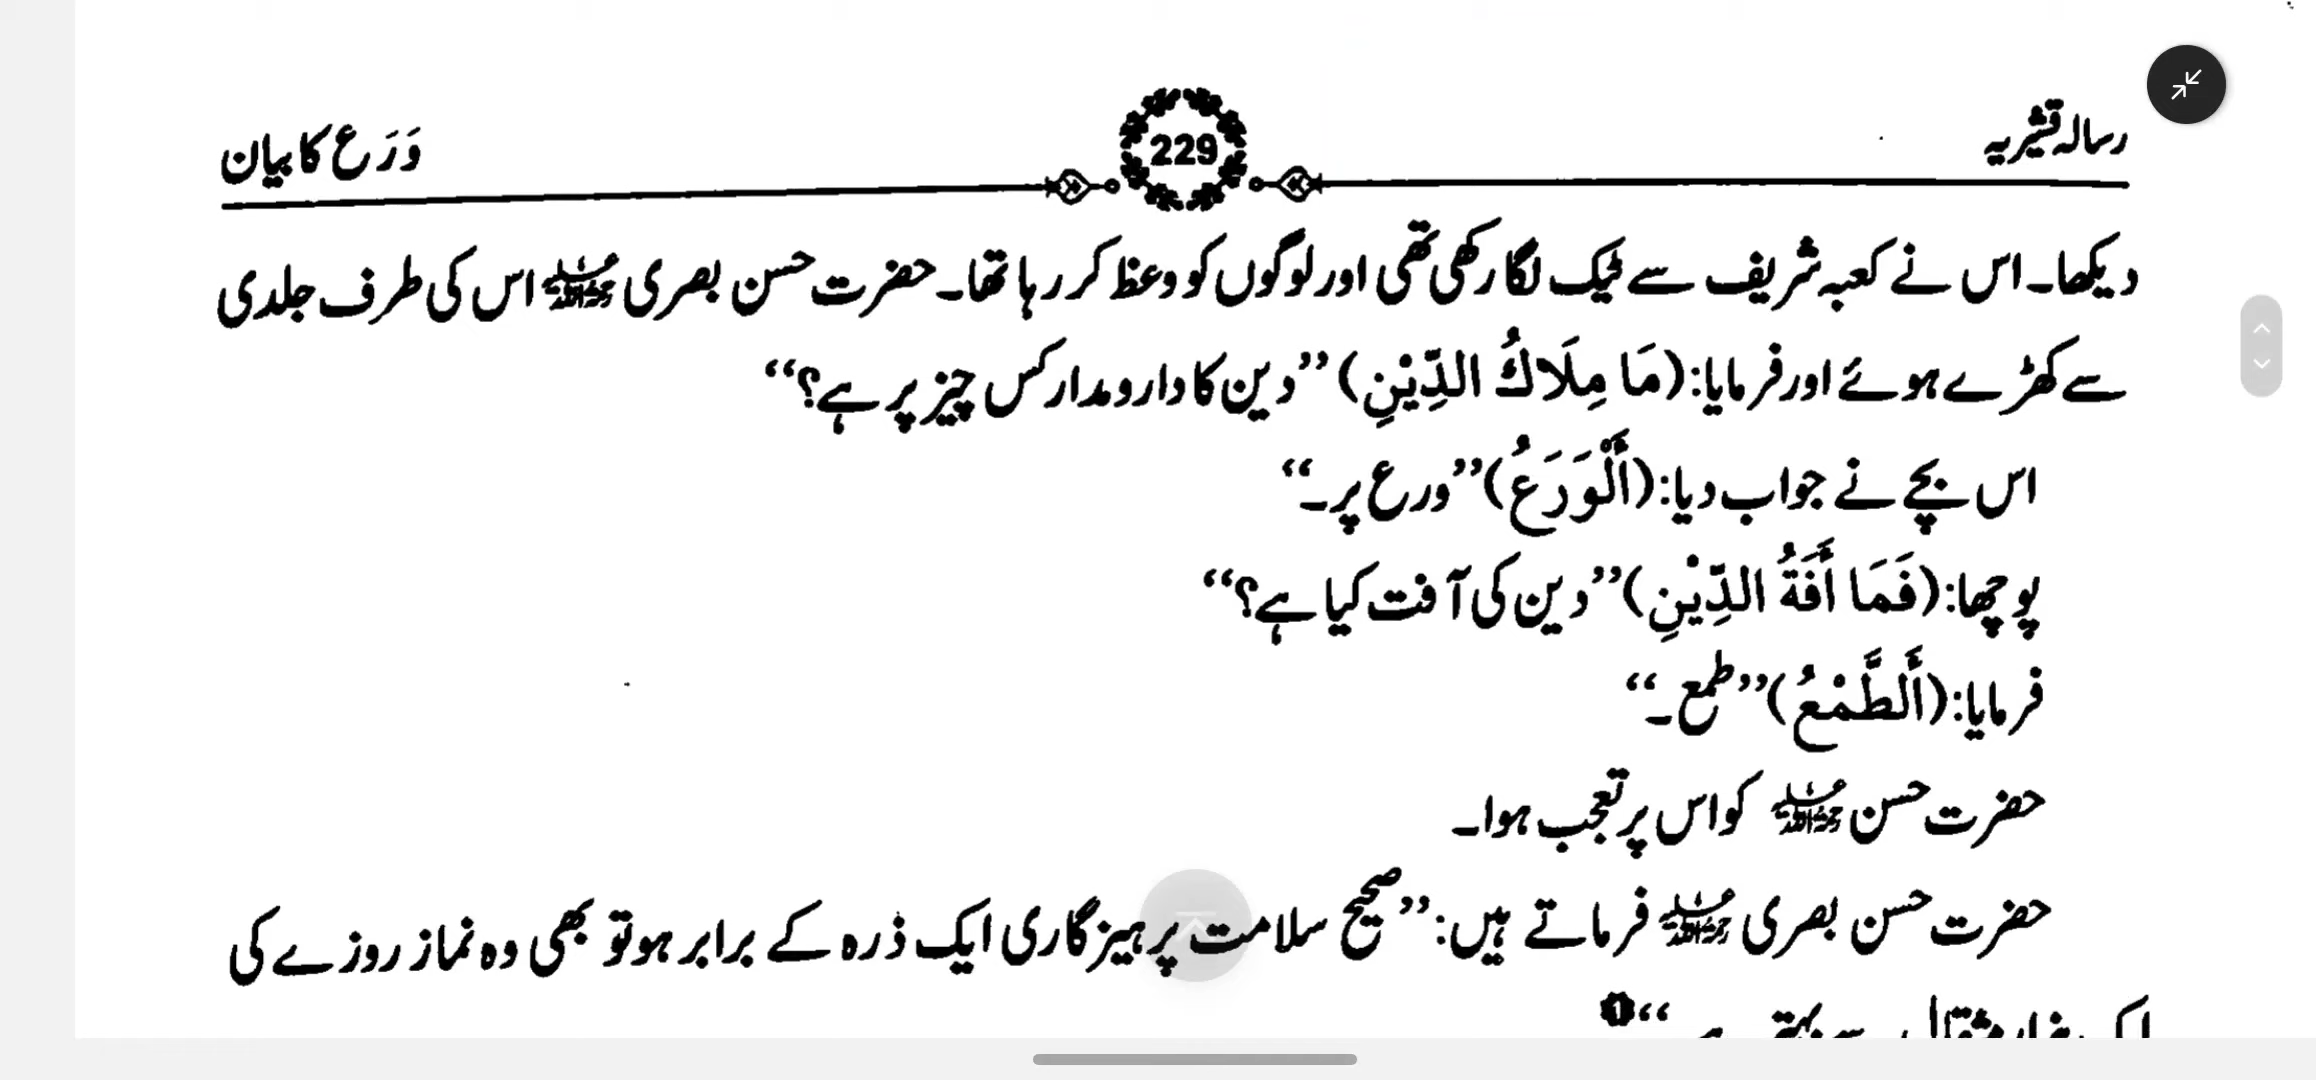 رسالہ قشیریہ
229
وَرَع کا بیان
دیکھا۔ اس نے کعبہ شریف سے ٹیک لگا رکھی تھی اور لوگوں کو وعظ کر رہا تھا۔ حضرت حسن بصری رحمۃ اللہ علیہ اس کی طرف جلدی
سے کھڑے ہوئے اور فرمایا: (مَا مِلَاكُ الدِّيْنِ) ’’دین کا دارومدار کس چیز پر ہے؟‘‘
اس بچے نے جواب دیا: (أَلْوَرَعُ) ’’ورع پر۔‘‘
پوچھا: (فَمَا أَفَةُ الدِّيْنِ) ’’دین کی آفت کیا ہے؟‘‘
فرمایا: (أَلطَّمْعُ) ’’طمع۔‘‘
حضرت حسن رحمۃ اللہ علیہ کو اس پر تعجب ہوا۔
حضرت حسن بصری رحمۃ اللہ علیہ فرماتے ہیں: ’’صحیح سلامت پرہیزگاری ایک ذرہ کے برابر ہو تو بھی وہ نماز روزے کی